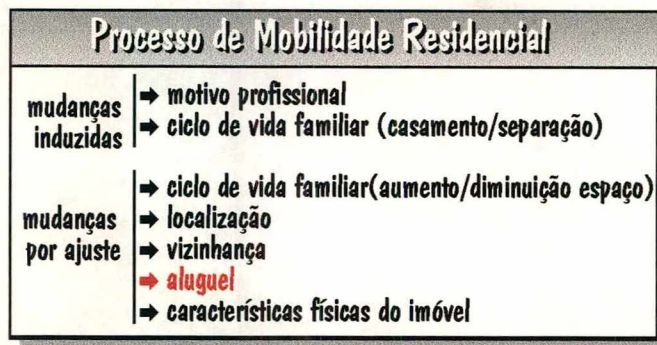 Processo de Mobilidade Residencial
mudanças induzidas
➡ motivo profissional
➡ ciclo de vida familiar (casamento/separação)
mudanças por ajuste
➡ ciclo de vida familiar(aumento/diminuição espaço)
➡ localização
➡ vizinhança
➡ aluguel
➡ características físicas do imóvel